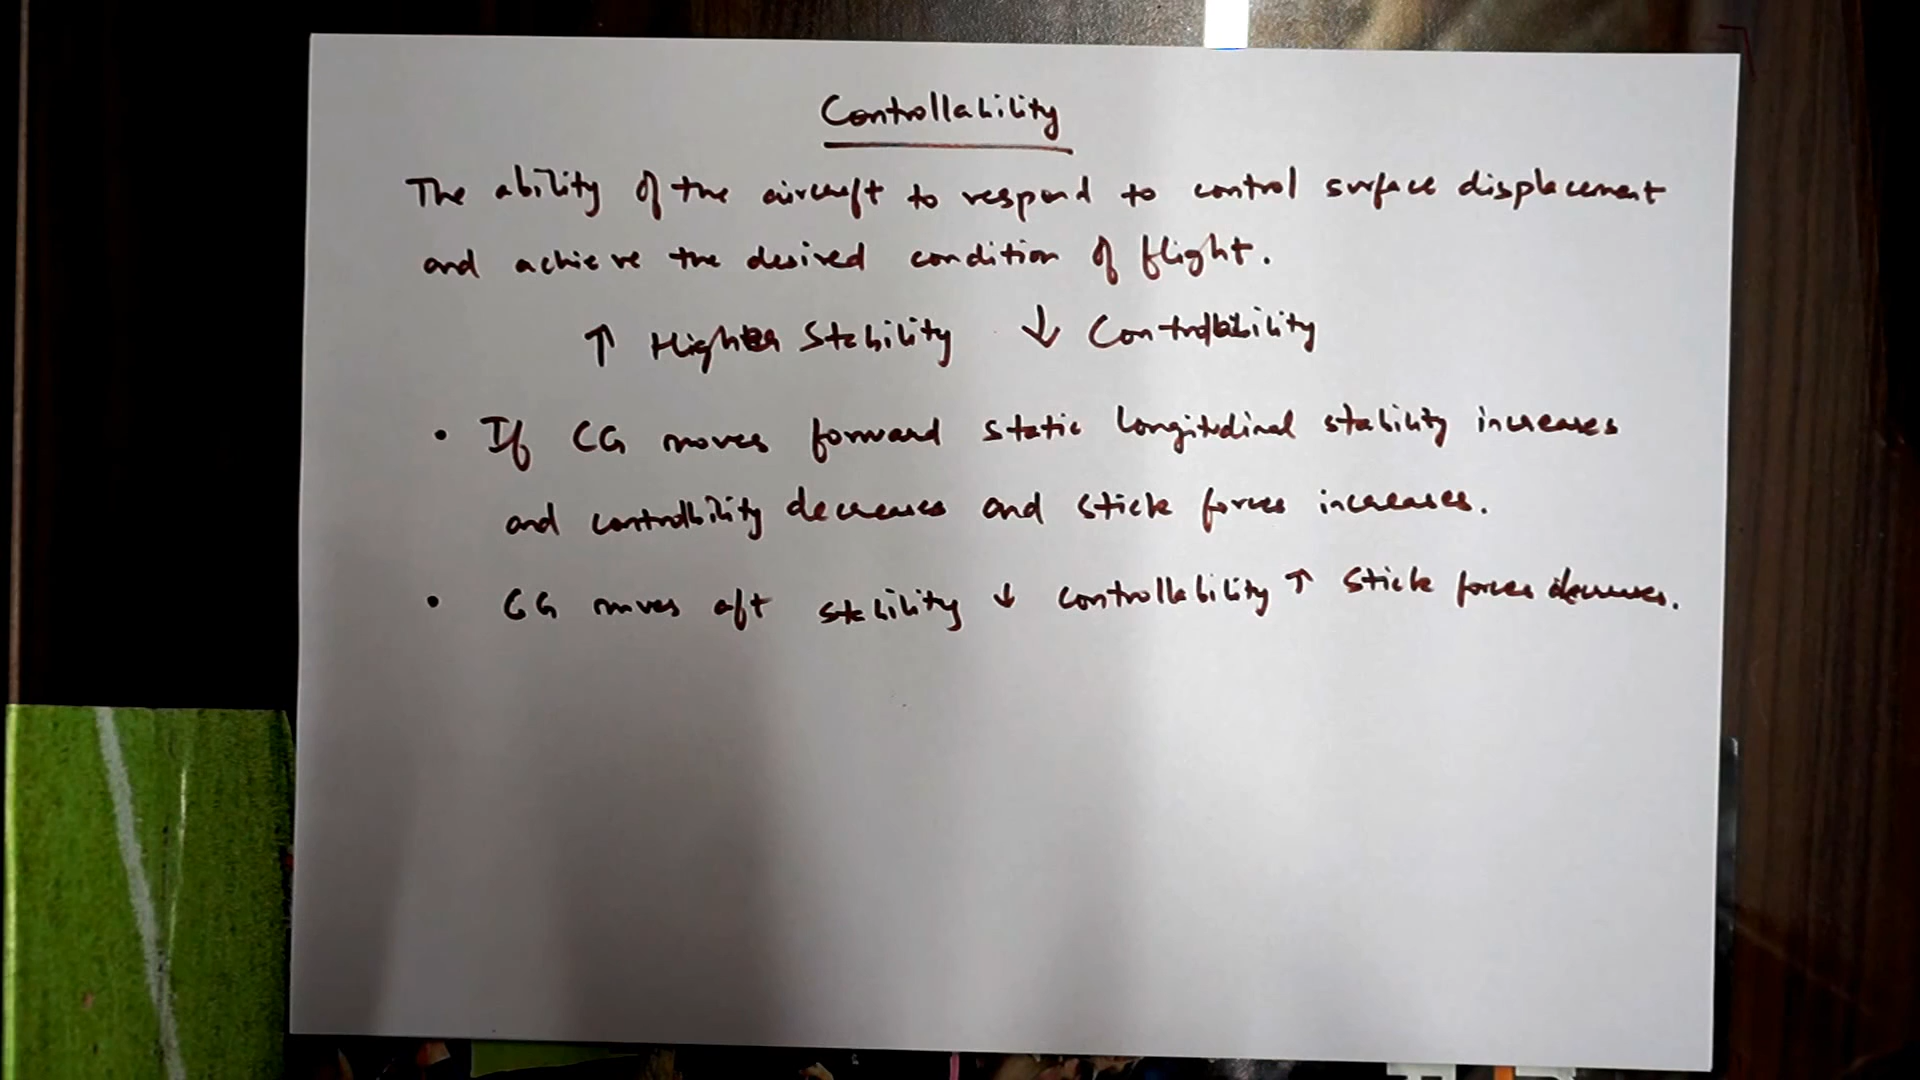 Controllability
The ability of the aircraft to respond to control surface displacement
and achieve the desired condition of flight.
↑ Higher Stability ↓ Controllability
• If CG moves forward static longitudinal stability increases
and controllbility decreases and stick forces increases.
• CG moves aft stability ↓ controllability ↑ stick forces decreases.